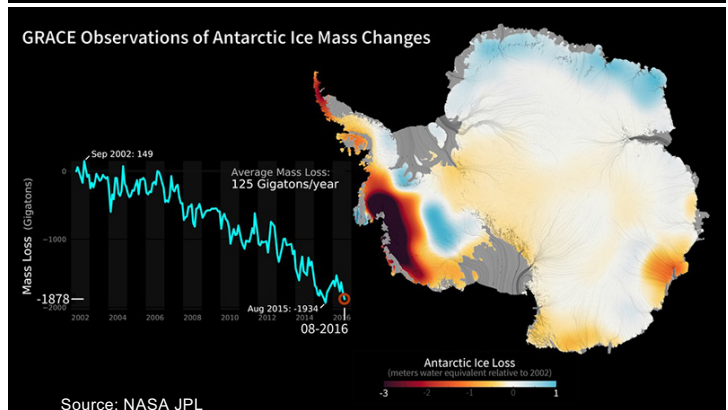 GRACE Observations of Antarctic Ice Mass Changes
Sep 2002: 149
Average Mass Loss:
125 Gigatons/year
Mass Loss (Gigatons)
0
−1000
-1878
−2000
Aug 2015: -1934
2002 2004 2006 2008 2010 2012 2014 2016
08-2016
Antarctic Ice Loss
(meters water equivalent relative to 2002)
-3 -2 -1 0 1
Source: NASA JPL